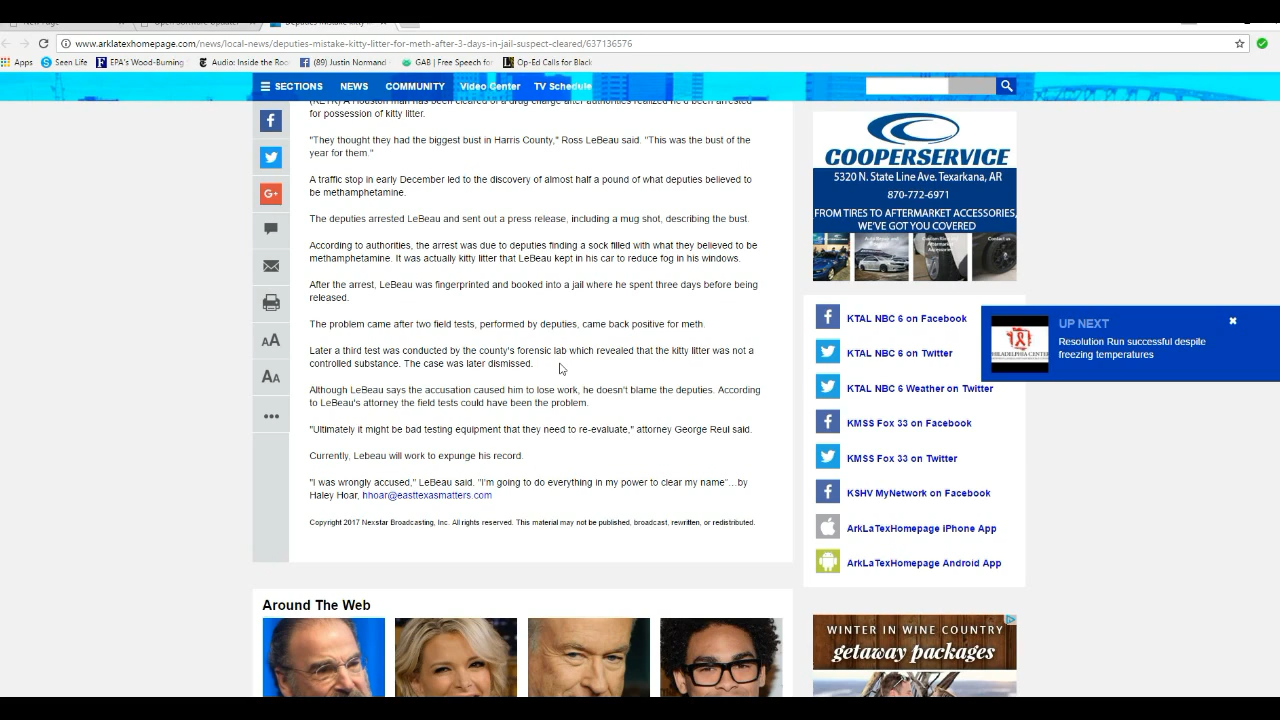 www.arklatexhomepage.com/news/local-news/deputies-mistake-kitty-litter-for-meth-after-3-days-in-jail-suspect-cleared/637136576
Apps
Seen Life
EPA's Wood-Burning
Audio: Inside the Roo
(89) Justin Normand
GAB | Free Speech for
Op-Ed Calls for Black
SECTIONS
NEWS
COMMUNITY
Video Center
TV Schedule
for possession of kitty litter.
"They thought they had the biggest bust in Harris County," Ross LeBeau said. "This was the bust of the
year for them."
A traffic stop in early December led to the discovery of almost half a pound of what deputies believed to
be methamphetamine.
The deputies arrested LeBeau and sent out a press release, including a mug shot, describing the bust.
According to authorities, the arrest was due to deputies finding a sock filled with what they believed to be
methamphetamine. It was actually kitty litter that LeBeau kept in his car to reduce fog in his windows.
After the arrest, LeBeau was fingerprinted and booked into a jail where he spent three days before being
released.
The problem came after two field tests, performed by deputies, came back positive for meth.
Later a third test was conducted by the county's forensic lab which revealed that the kitty litter was not a
controlled substance. The case was later dismissed.
Although LeBeau says the accusation caused him to lose work, he doesn't blame the deputies. According
to LeBeau's attorney the field tests could have been the problem.
"Ultimately it might be bad testing equipment that they need to re-evaluate," attorney George Reul said.
Currently, Lebeau will work to expunge his record.
"I was wrongly accused," LeBeau said. "I'm going to do everything in my power to clear my name"...by
Haley Hoar, hhoar@easttexasmatters.com
Copyright 2017 Nexstar Broadcasting, Inc. All rights reserved. This material may not be published, broadcast, rewritten, or redistributed.
G+
AA
AA
Around The Web
COOPERSERVICE
5320 N. State Line Ave. Texarkana, AR
870-772-6971
FROM TIRES TO AFTERMARKET ACCESSORIES,
WE'VE GOT YOU COVERED
KTAL NBC 6 on Facebook
KTAL NBC 6 on Twitter
KTAL NBC 6 Weather on Twitter
KMSS Fox 33 on Facebook
KMSS Fox 33 on Twitter
KSHV MyNetwork on Facebook
ArkLaTexHomepage iPhone App
ArkLaTexHomepage Android App
UP NEXT
Resolution Run successful despite
freezing temperatures
WINTER IN WINE COUNTRY
getaway packages